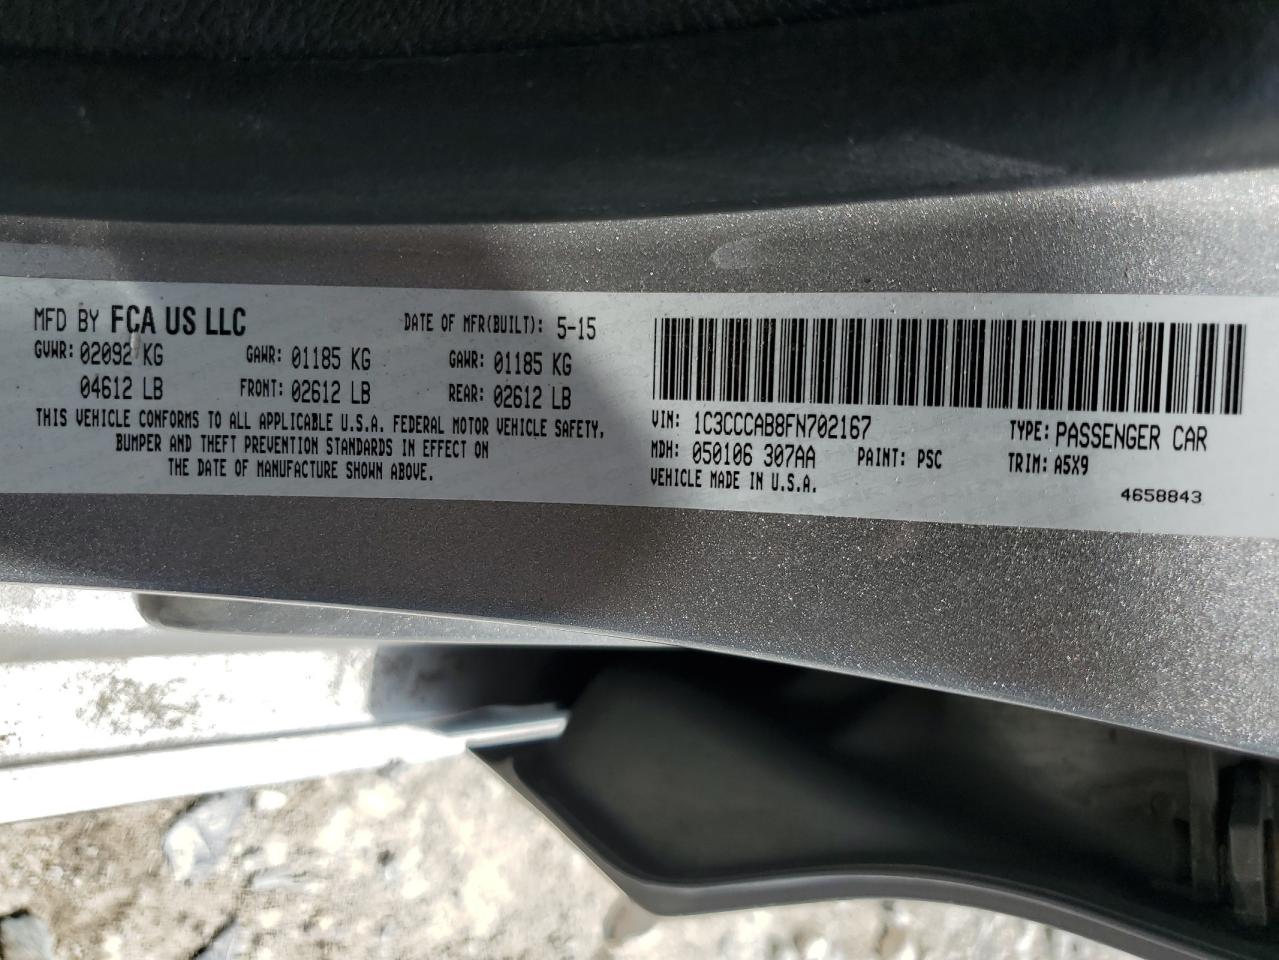 MFD BY FCA US LLC DATE OF MFR(BUILT): 5-15
GVWR: 02092 KG GAWR: 01185 KG GAWR: 01185 KG
04612 LB FRONT: 02612 LB REAR: 02612 LB
THIS VEHICLE CONFORMS TO ALL APPLICABLE U.S.A. FEDERAL MOTOR VEHICLE SAFETY,
BUMPER AND THEFT PREVENTION STANDARDS IN EFFECT ON
THE DATE OF MANUFACTURE SHOWN ABOVE.
VIN: 1C3CCCAB8FN702167 TYPE: PASSENGER CAR
MDH: 050106 307AA PAINT: PSC TRIM: A5X9
VEHICLE MADE IN U.S.A. 4658843